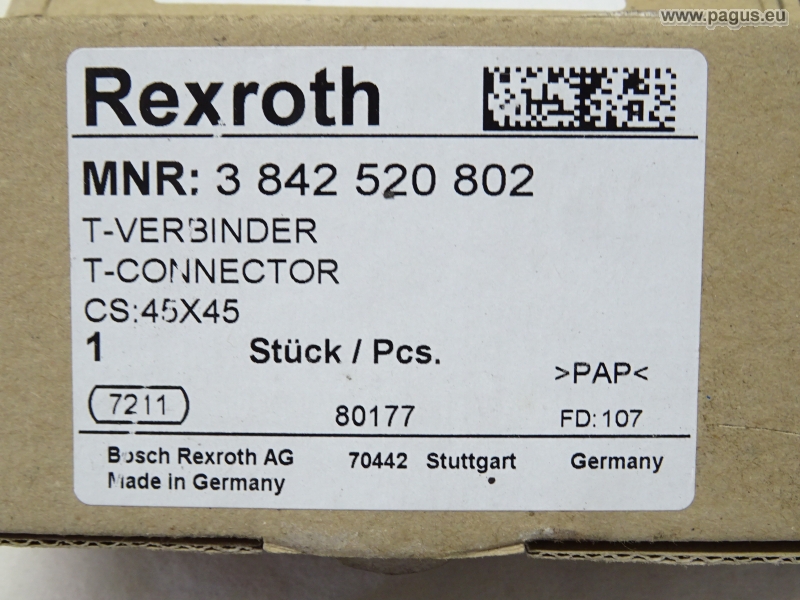 www.pagus.eu
Rexroth
MNR: 3 842 520 802
T-VERBINDER
T-CONNECTOR
CS:45X45
1 Stück / Pcs.
>PAP<
7211 80177 FD: 107
Bosch Rexroth AG 70442 Stuttgart Germany
Made in Germany